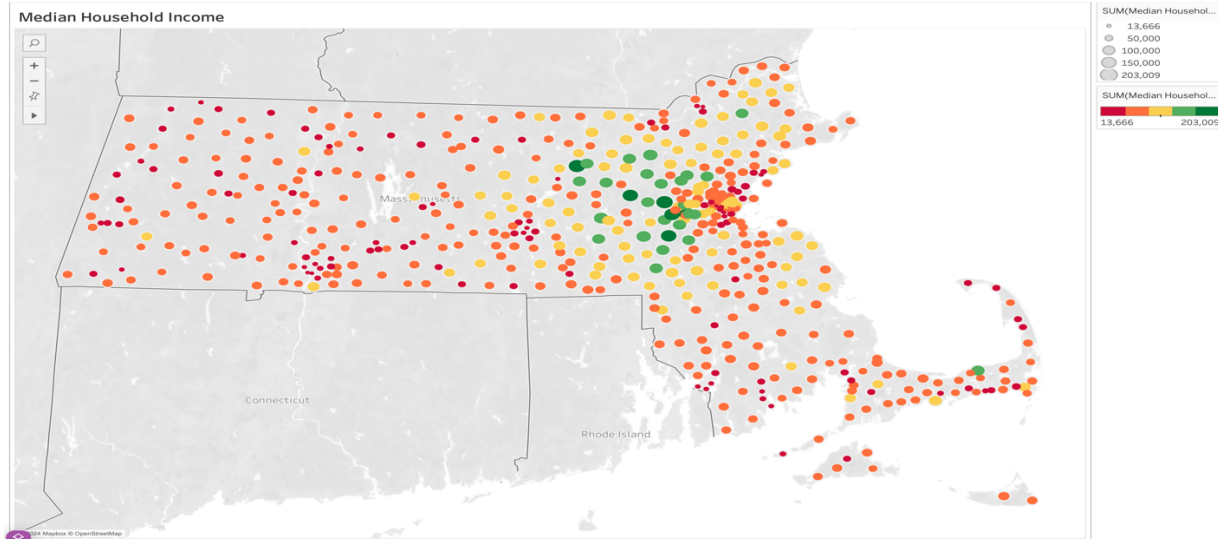 Median Household Income
SUM(Median Househol...
13,666
50,000
100,000
150,000
203,009
SUM(Median Househol...
13,666 203,009
Massachusetts
Connecticut
Rhode Island
2024 Mapbox © OpenStreetMap